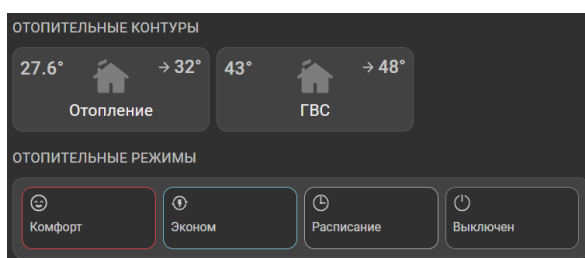 ОТОПИТЕЛЬНЫЕ КОНТУРЫ
27.6° → 32° 43° → 48°
Отопление ГВС
ОТОПИТЕЛЬНЫЕ РЕЖИМЫ
Комфорт Эконом Расписание Выключен